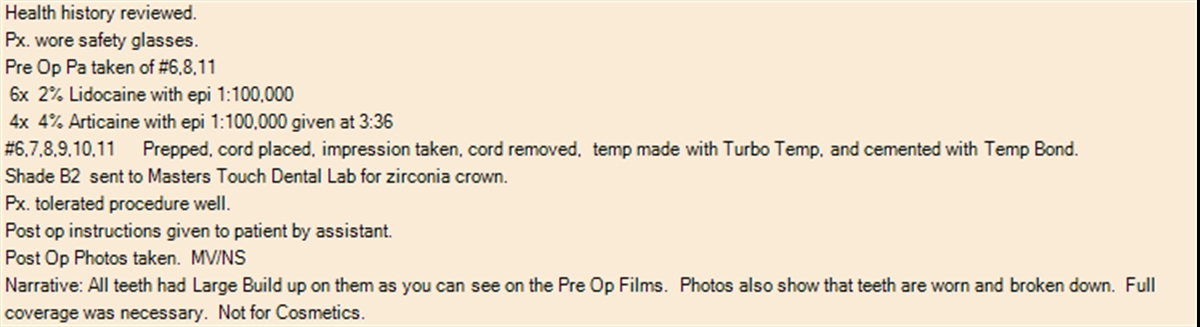 Health history reviewed.
Px. wore safety glasses.
Pre Op Pa taken of #6,8,11
6x 2% Lidocaine with epi 1:100,000
4x 4% Articaine with epi 1:100,000 given at 3:36
#6,7,8,9,10,11 Prepped, cord placed, impression taken, cord removed, temp made with Turbo Temp, and cemented with Temp Bond.
Shade B2 sent to Masters Touch Dental Lab for zirconia crown.
Px. tolerated procedure well.
Post op instructions given to patient by assistant.
Post Op Photos taken. MV/NS
Narrative: All teeth had Large Build up on them as you can see on the Pre Op Films. Photos also show that teeth are worn and broken down. Full
coverage was necessary. Not for Cosmetics.